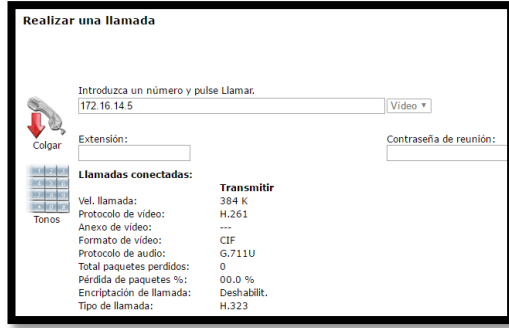 Realizar una llamada
Introduzca un número y pulse Llamar.
172.16.14.5 Vídeo
Colgar
Extensión: Contraseña de reunión:
Llamadas conectadas:
Transmitir
Vel. llamada: 384 K
Protocolo de vídeo: H.261
Anexo de vídeo: ---
Formato de vídeo: CIF
Protocolo de audio: G.711U
Total paquetes perdidos: 0
Pérdida de paquetes %: 00.0 %
Encriptación de llamada: Deshabilit.
Tipo de llamada: H.323
Tonos